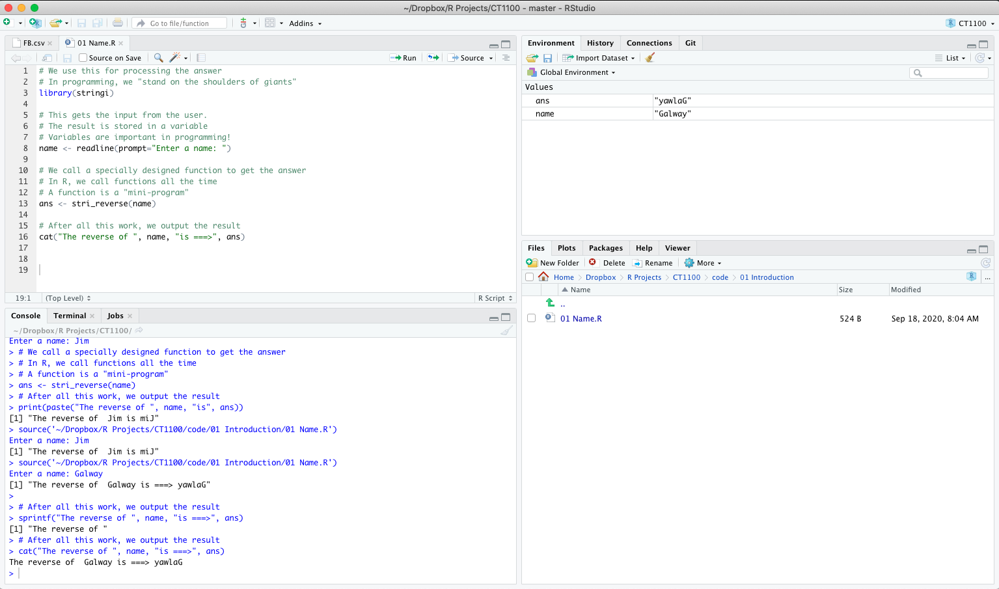 ~/Dropbox/R Projects/CT1100 - master - RStudio
Go to file/function
Addins
CT1100
FB.csv
01 Name.R
Source on Save
Run
Source
1 # We use this for processing the answer
2 # In programming, we "stand on the shoulders of giants"
3 library(stringi)
4
5 # This gets the input from the user.
6 # The result is stored in a variable
7 # Variables are important in programming!
8 name <- readline(prompt="Enter a name: ")
9
10 # We call a specially designed function to get the answer
11 # In R, we call functions all the time
12 # A function is a "mini-program"
13 ans <- stri_reverse(name)
14
15 # After all this work, we output the result
16 cat("The reverse of ", name, "is ===>", ans)
17
18
19
19:1 (Top Level) R Script
Console Terminal Jobs
~/Dropbox/R Projects/CT1100/
Enter a name: Jim
> # We call a specially designed function to get the answer
> # In R, we call functions all the time
> # A function is a "mini-program"
> ans <- stri_reverse(name)
> # After all this work, we output the result
> print(paste("The reverse of ", name, "is", ans))
[1] "The reverse of  Jim is miJ"
> source('~/Dropbox/R Projects/CT1100/code/01 Introduction/01 Name.R')
Enter a name: Jim
[1] "The reverse of  Jim is miJ"
> source('~/Dropbox/R Projects/CT1100/code/01 Introduction/01 Name.R')
Enter a name: Galway
[1] "The reverse of  Galway is ===> yawlaG"
>
> # After all this work, we output the result
> sprintf("The reverse of ", name, "is ===>", ans)
[1] "The reverse of "
> # After all this work, we output the result
> cat("The reverse of ", name, "is ===>", ans)
The reverse of  Galway is ===> yawlaG
>
Environment History Connections Git
Import Dataset
List
Global Environment
Values
ans "yawlaG"
name "Galway"
Files Plots Packages Help Viewer
New Folder Delete Rename More
Home Dropbox R Projects CT1100 code 01 Introduction ...
Name Size Modified
..
01 Name.R 524 B Sep 18, 2020, 8:04 AM